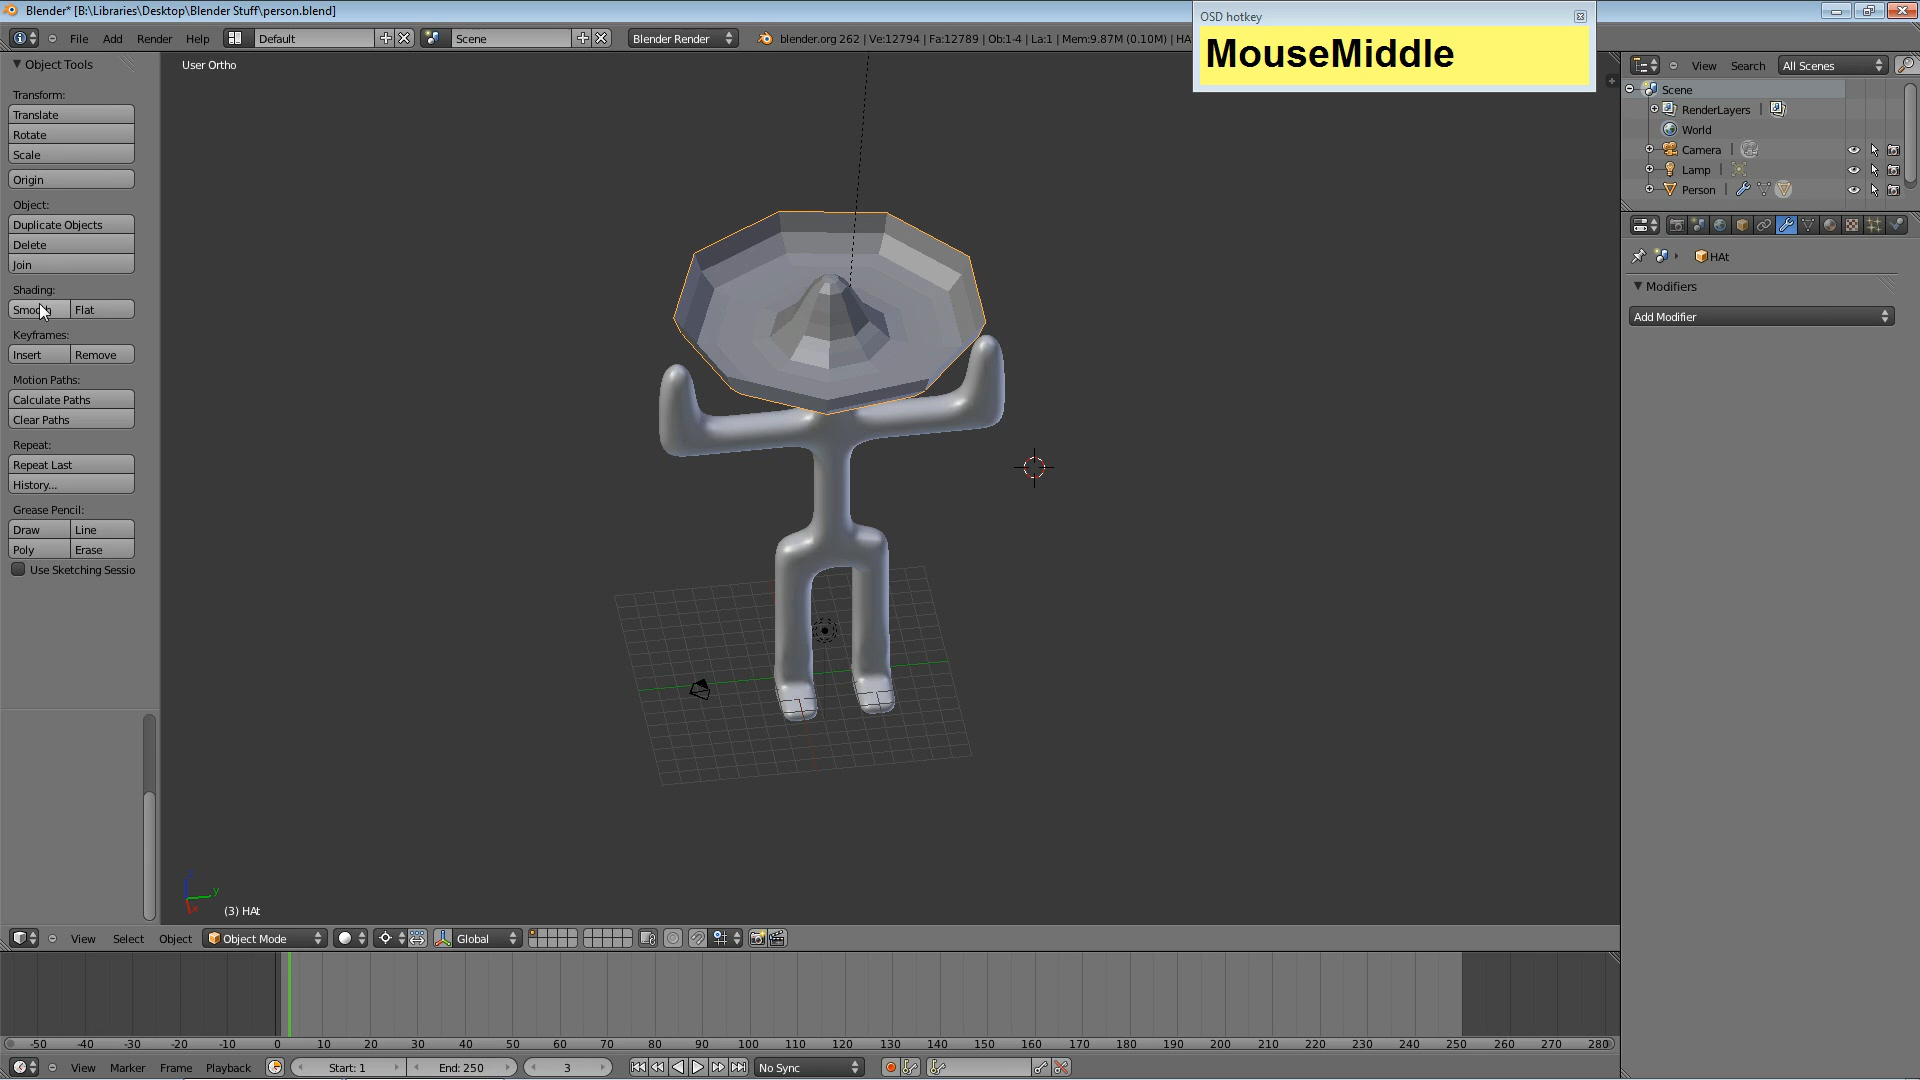 Blender* [B:\Libraries\Desktop\Blender Stuff\person.blend]
OSD hotkey
MouseMiddle
File Add Render Help Default Scene Blender Render blender.org 262 | Ve:12794 | Fa:12789 | Ob:1-4 | La:1 | Mem:9.87M (0.10M) | HA
Object Tools
User Ortho
Transform:
Translate
Rotate
Scale
Origin
Object:
Duplicate Objects
Delete
Join
Shading:
Smooth Flat
Keyframes:
Insert Remove
Motion Paths:
Calculate Paths
Clear Paths
Repeat:
Repeat Last
History...
Grease Pencil:
Draw Line
Poly Erase
Use Sketching Sessio
View Search All Scenes
Scene
RenderLayers |
World
Camera |
Lamp |
Person |
HAt
Modifiers
Add Modifier
z
y
x
(3) HAt
View Select Object Object Mode Global
-50 -40 -30 -20 -10 0 10 20 30 40 50 60 70 80 90 100 110 120 130 140 150 160 170 180 190 200 210 220 230 240 250 260 270 280
View Marker Frame Playback Start: 1 End: 250 3 No Sync